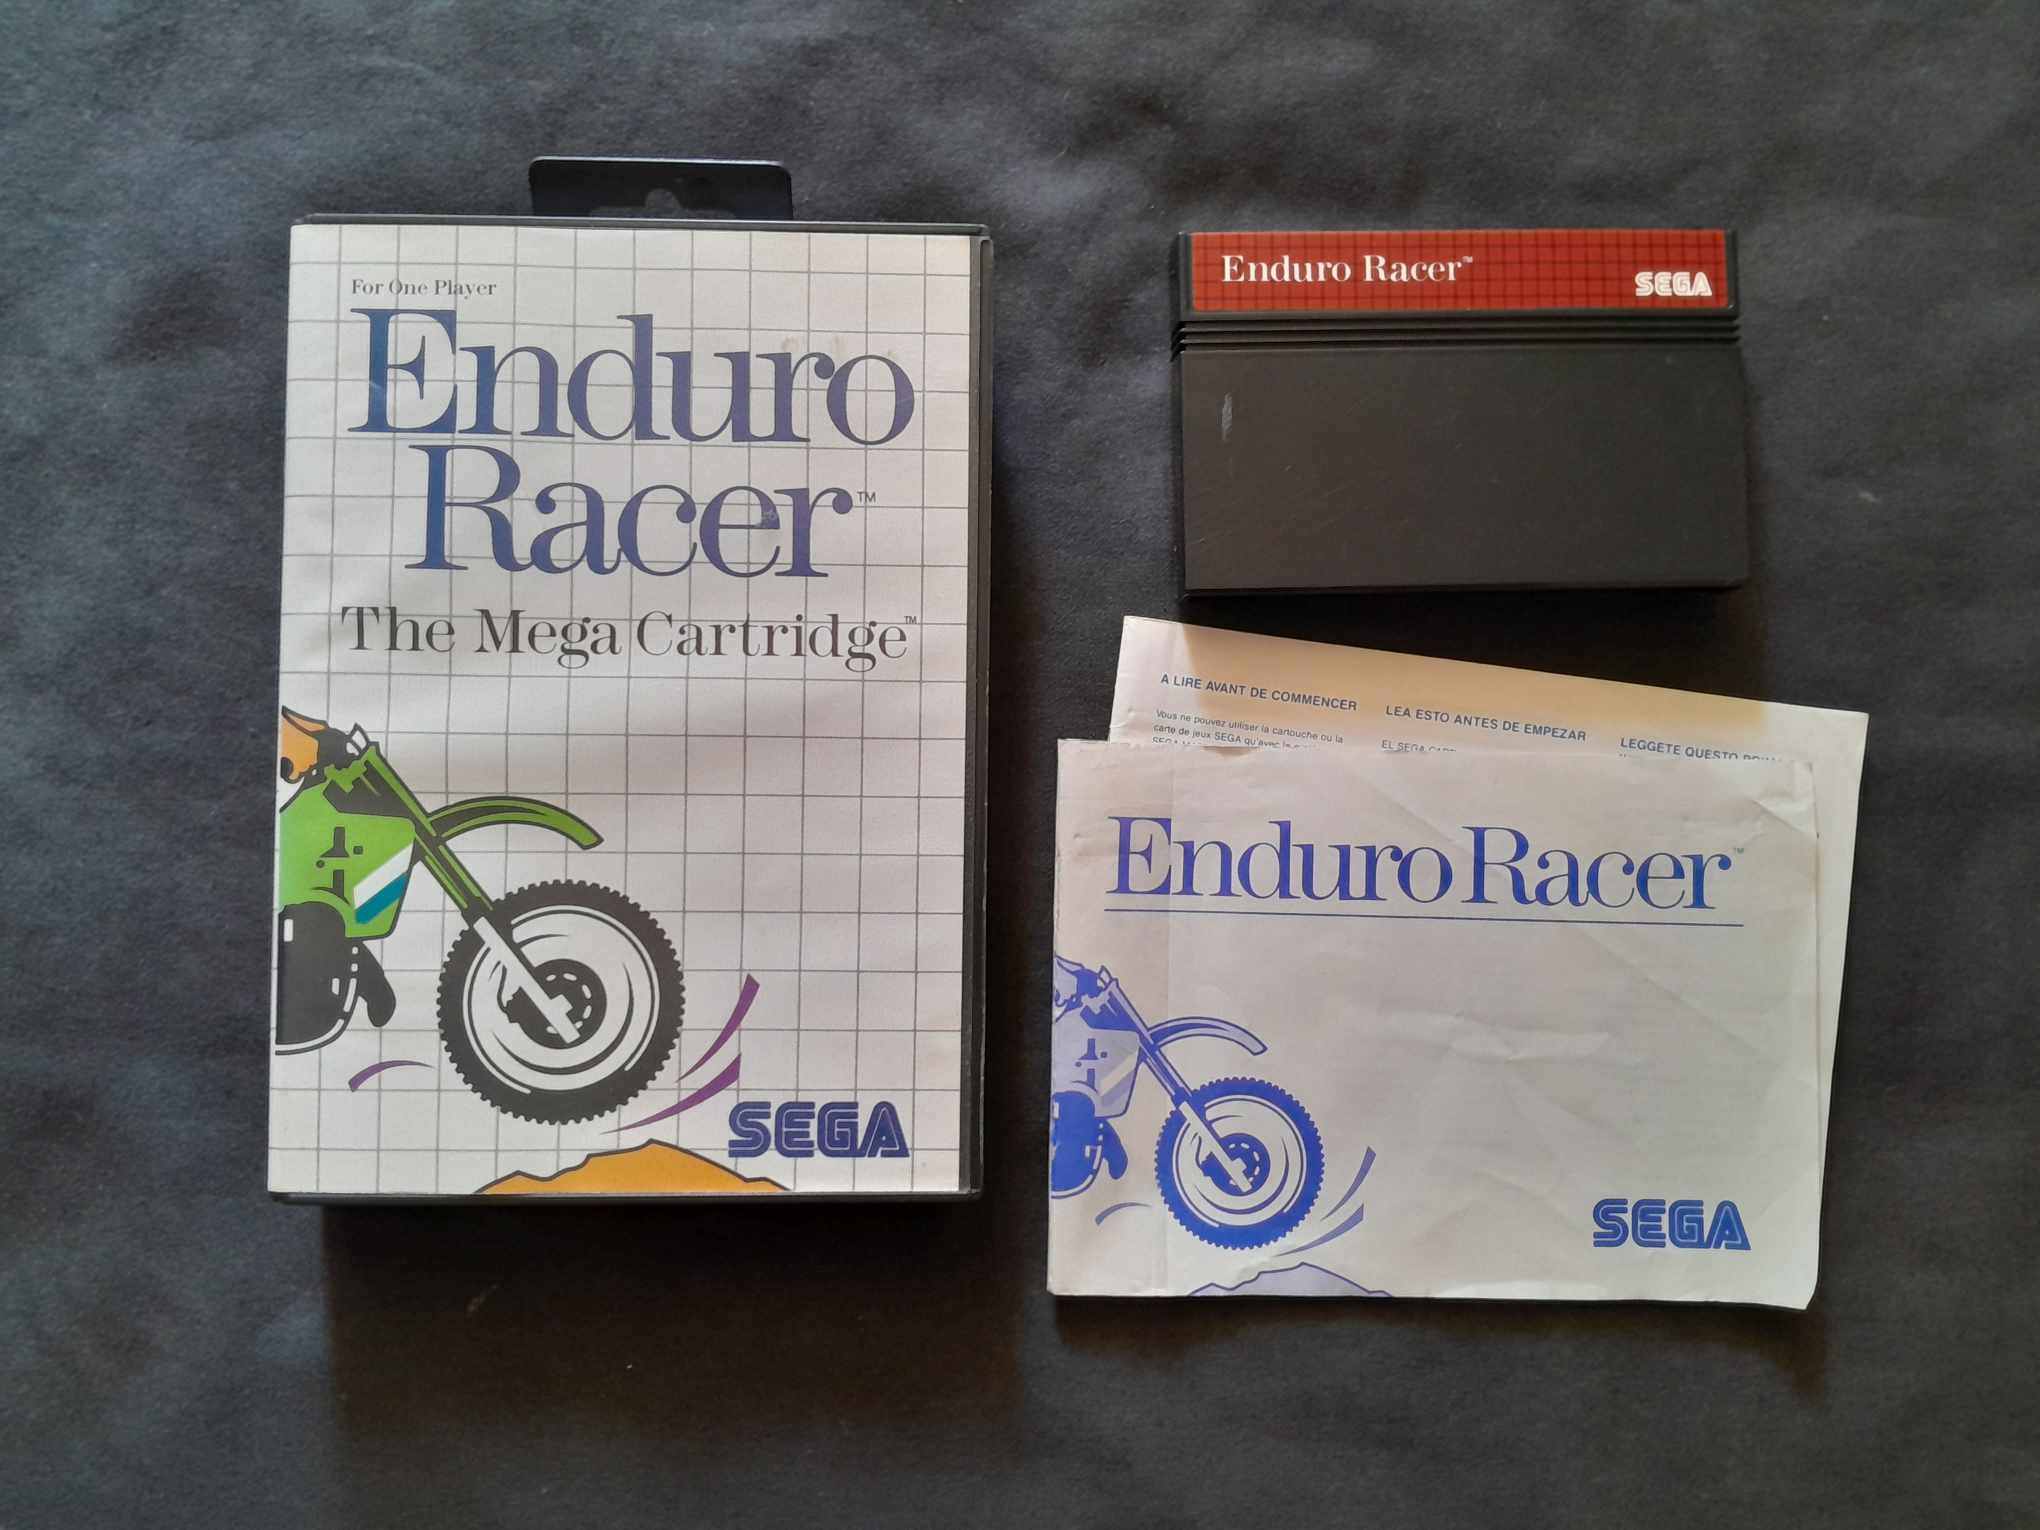 For One Player
Enduro
Racer™
The Mega Cartridge™
SEGA
Enduro Racer™
SEGA
A LIRE AVANT DE COMMENCER
Vous ne pouvez utiliser la cartouche ou la
carte de jeux SEGA qu'avec
LEA ESTO ANTES DE EMPEZAR
EL SEGA
LEGGETE QUESTO
Enduro Racer™
SEGA